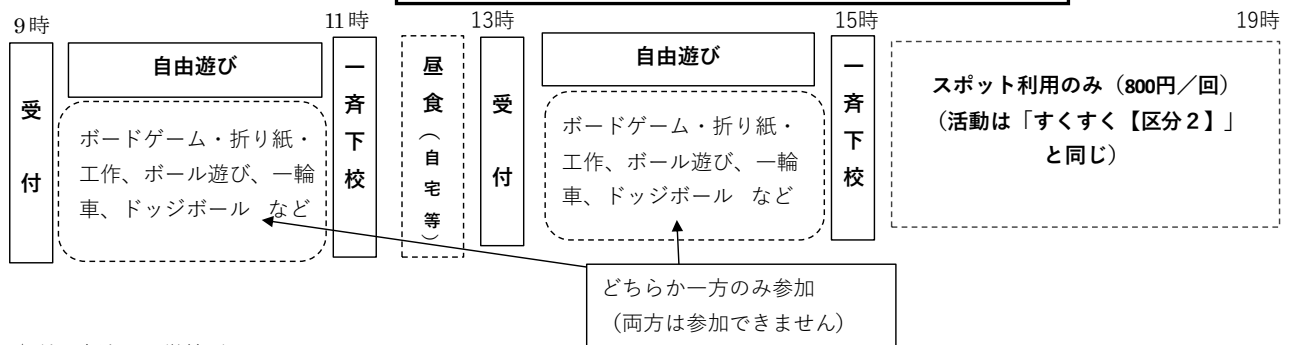 9時
11時
13時
15時
19時
受付
自由遊び
ボードゲーム・折り紙・
工作、ボール遊び、一輪
車、ドッジボール など
一斉下校
昼食(自宅等)
受付
自由遊び
ボードゲーム・折り紙・
工作、ボール遊び、一輪
車、ドッジボール など
一斉下校
スポット利用のみ(800円/回)
(活動は「すくすく【区分2】」
と同じ)
どちらか一方のみ参加
(両方は参加できません)